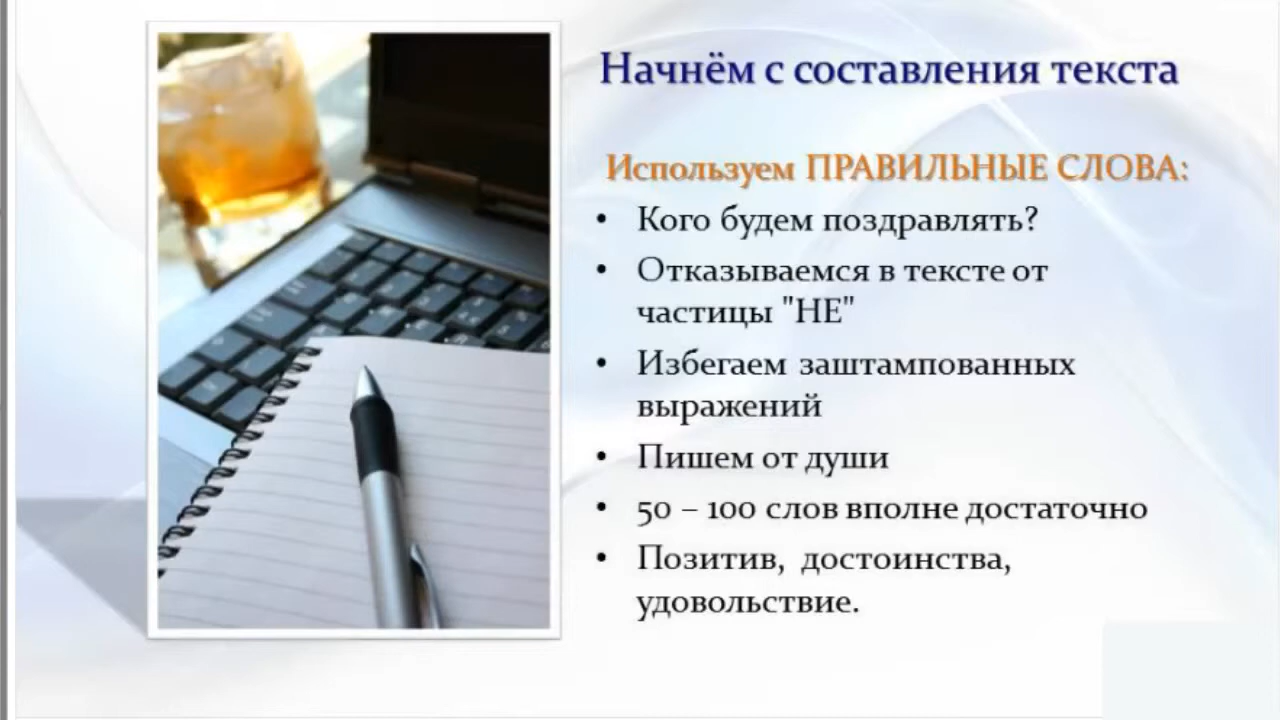 Начнём с составления текста
Используем ПРАВИЛЬНЫЕ СЛОВА:
• Кого будем поздравлять?
• Отказываемся в тексте от
частицы "НЕ"
• Избегаем заштампованных
выражений
• Пишем от души
• 50 – 100 слов вполне достаточно
• Позитив, достоинства,
удовольствие.